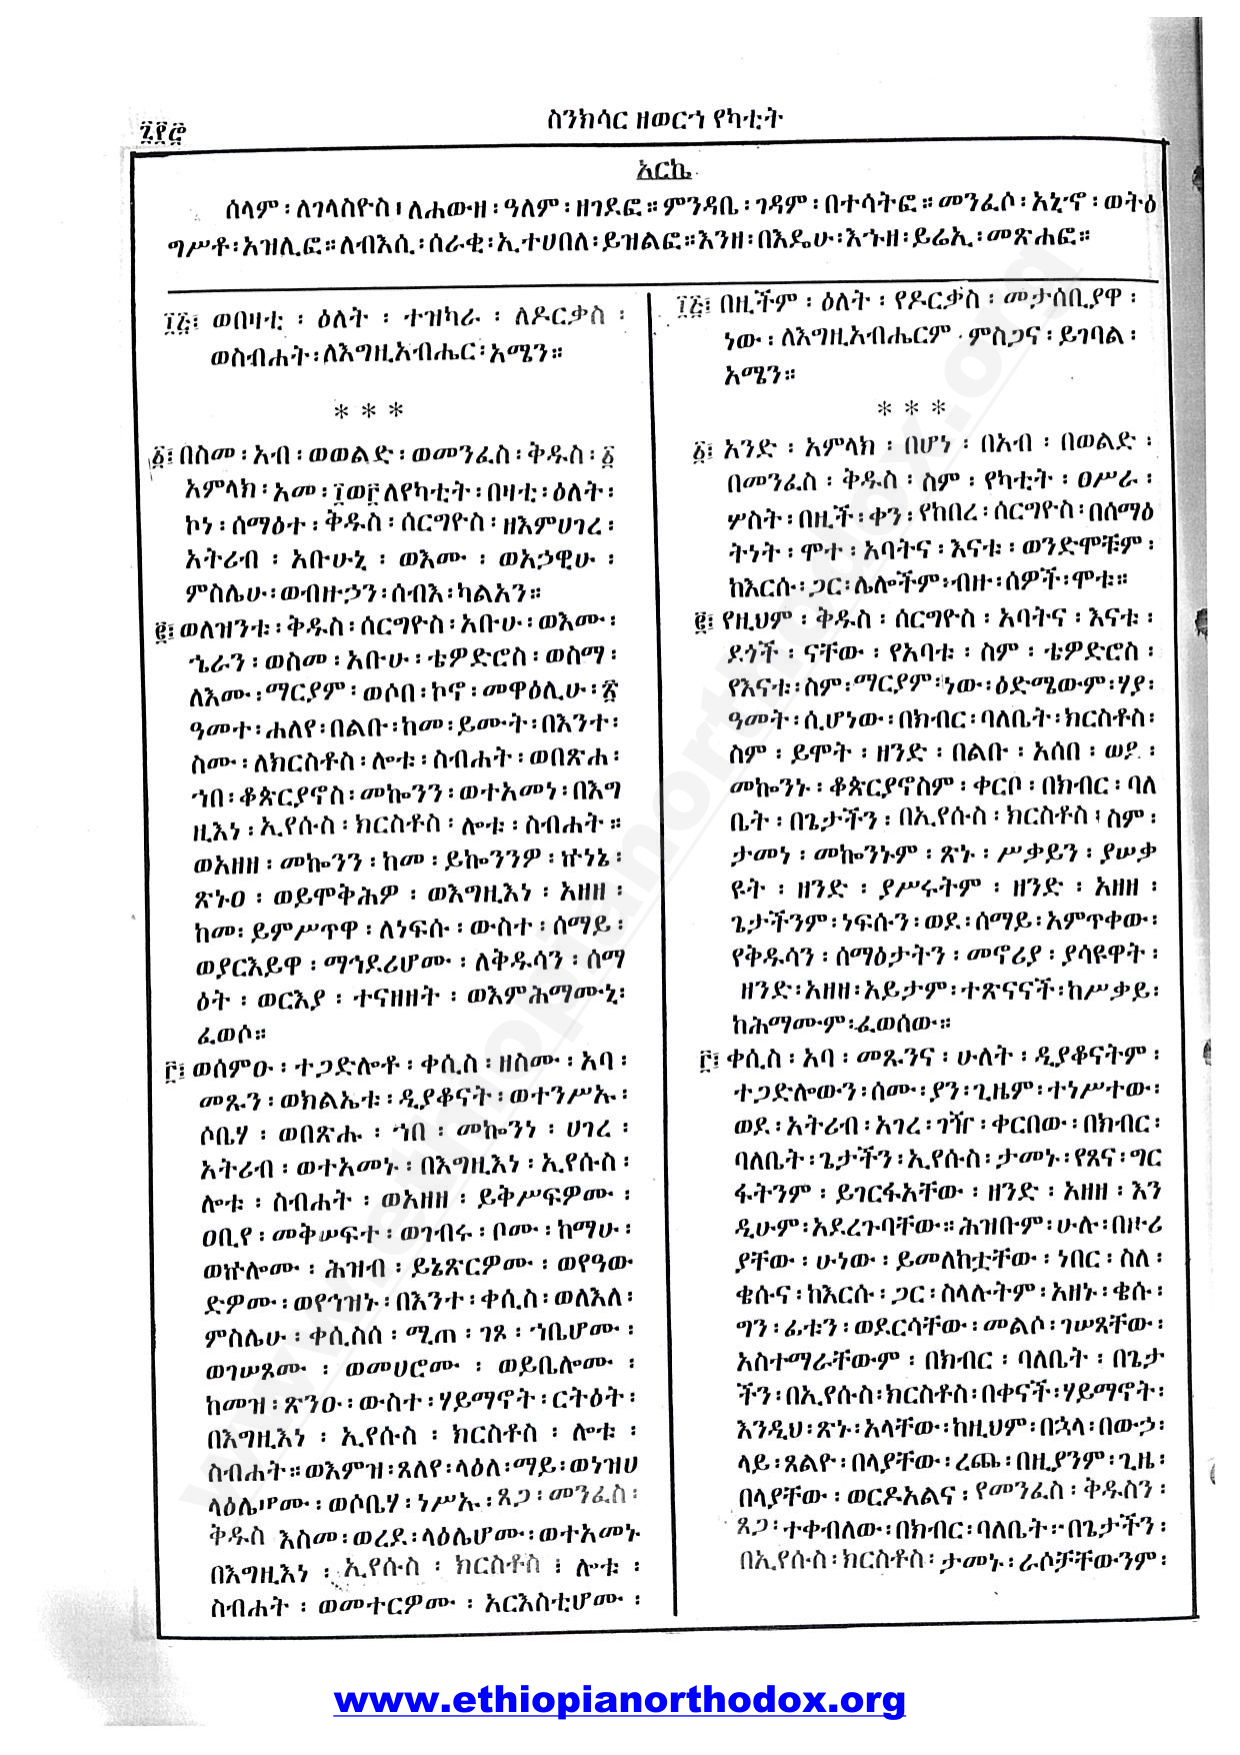 ፺፻፹
ስንክሳር ዘወርኀ የካቲት
አርኬ
ሰላም ፡ ለገላስዮስ ፡ ለሐውዘ ፡ ዓለም ፡ ዘገደፎ ። ምንዳቤ ፡ ገዳም ፡ በተሳትፎ ። መንፈሶ ፡ አኂኖ ፡ ወትዕ
ግሥቶ ፡ አዝሊፎ ። ለብእሲ ፡ ሰራቂ ፡ ኢተሀበለ ፡ ይዝልፎ ። እንዘ ፡ በእዴሁ ፡ እኁዘ ፡ ይሬኢ ፡ መጽሐፎ ።
፲፭፤ ወበዛቲ ፡ ዕለት ፡ ተዝካራ ፡ ለዶርቃስ ፡
ወስብሐት ፡ ለእግዚአብሔር ፡ አሜን ።
* * *
፩፤ በስመ ፡ አብ ፡ ወወልድ ፡ ወመንፈስ ፡ ቅዱስ ፡ ፩
አምላክ ፡ አመ ፡ ፲ወ፫ ለየካቲት ፡ በዛቲ ፡ ዕለት ፡
ኮነ ፡ ሰማዕተ ፡ ቅዱስ ፡ ሰርግዮስ ፡ ዘእምሀገረ ፡
አትሪብ ፡ አቡሁኒ ፡ ወእሙ ፡ ወአኃዊሁ ፡
ምስሌሁ ፡ ወብዙኃን ፡ ሰብእ ፡ ካልአን ።
፪፤ ወለዝንቱ ፡ ቅዱስ ፡ ሰርግዮስ ፡ አቡሁ ፡ ወእሙ ፡
ኄራን ፡ ወስመ ፡ አቡሁ ፡ ቴዎድሮስ ፡ ወስማ ፡
ለእሙ ፡ ማርያም ፡ ወሶበ ፡ ኮኖ ፡ መዋዕሊሁ ፡ ፳
ዓመተ ፡ ሐለየ ፡ በልቡ ፡ ከመ ፡ ይሙት ፡ በእንተ ፡
ስሙ ፡ ለክርስቶስ ፡ ሎቱ ፡ ስብሐት ፡ ወበጽሐ ፡
ኀበ ፡ ቆጵርያኖስ ፡ መኰንን ፡ ወተአመነ ፡ በእግ
ዚእነ ፡ ኢየሱስ ፡ ክርስቶስ ፡ ሎቱ ፡ ስብሐት ።
ወአዘዘ ፡ መኰንን ፡ ከመ ፡ ይኰንንዎ ፡ ኵነኔ ፡
ጽኑዐ ፡ ወይሞቅሕዎ ፡ ወእግዚእነ ፡ አዘዘ ፡
ከመ ፡ ይምሥጥዋ ፡ ለነፍሱ ፡ ውስተ ፡ ሰማይ ፡
ወያርእይዋ ፡ ማኅደሪሆሙ ፡ ለቅዱሳን ፡ ሰማ
ዕት ፡ ወርእያ ፡ ተናዘዘት ፡ ወእምሕማሙኒ ፡
ፈወሶ ።
፫፤ ወሰምዑ ፡ ተጋድሎቶ ፡ ቀሲስ ፡ ዘስሙ ፡ አባ ፡
መጹን ፡ ወክልኤቱ ፡ ዲያቆናት ፡ ወተንሥኡ ፡
ሶቤሃ ፡ ወበጽሑ ፡ ኀበ ፡ መኰንነ ፡ ሀገረ ፡
አትሪብ ፡ ወተአመኑ ፡ በእግዚእነ ፡ ኢየሱስ ፡
ሎቱ ፡ ስብሐት ፡ ወአዘዘ ፡ ይቅሥፍዎሙ ፡
ዐቢየ ፡ መቅሠፍተ ፡ ወገብሩ ፡ ቦሙ ፡ ከማሁ ፡
ወኵሎሙ ፡ ሕዝብ ፡ ይኔጽርዎሙ ፡ ወየዓው
ድዎሙ ፡ ወየኀዝኑ ፡ በእንተ ፡ ቀሲስ ፡ ወለእለ ፡
ምስሌሁ ፡ ቀሲስሰ ፡ ሚጠ ፡ ገጾ ፡ ኀቤሆሙ ፡
ወገሠጾሙ ፡ ወመሀሮሙ ፡ ወይቤሎሙ ፡
ከመዝ ፡ ጽንዑ ፡ ውስተ ፡ ሃይማኖት ፡ ርትዕት ፡
በእግዚእነ ፡ ኢየሱስ ፡ ክርስቶስ ፡ ሎቱ ፡
ስብሐት ። ወእምዝ ፡ ጸለየ ፡ ላዕለ ፡ ማይ ፡ ወነዝሀ
ላዕሌሆሙ ፡ ወሶቤሃ ፡ ነሥኡ ፡ ጸጋ ፡ መንፈስ ፡
ቅዱስ እስመ ፡ ወረደ ፡ ላዕሌሆሙ ፡ ወተአመኑ
በእግዚእነ ፡ ኢየሱስ ፡ ክርስቶስ ፡ ሎቱ ፡
ስብሐት ፡ ወመተርዎሙ ፡ አርእስቲሆሙ ፡
፲፭፤ በዚችም ፡ ዕለት ፡ የዶርቃስ ፡ መታሰቢያዋ ፡
ነው ፡ ለእግዚአብሔርም ፡ ምስጋና ፡ ይገባል ፡
አሜን ።
* * *
፩፤ አንድ ፡ አምላክ ፡ በሆነ ፡ በአብ ፡ በወልድ ፡
በመንፈስ ፡ ቅዱስ ፡ ስም ፡ የካቲት ፡ ዐሥራ ፡
ሦስት ፡ በዚች ፡ ቀን ፡ የከበረ ፡ ሰርግዮስ ፡ በሰማዕ
ትነት ፡ ሞተ ፡ አባትና ፡ እናቱ ፡ ወንድሞቹም ፡
ከእርሱ ፡ ጋር ፡ ሌሎችም ፡ ብዙ ፡ ሰዎች ፡ ሞቱ ።
፪፤ የዚህም ፡ ቅዱስ ፡ ሰርግዮስ ፡ አባትና ፡ እናቱ ፡
ደጎች ፡ ናቸው ፡ የአባቱ ፡ ስም ፡ ቴዎድሮስ ፡
የእናቱ ፡ ስም ፡ ማርያም ፡ ነው ፡ ዕድሜውም ፡ ሃያ ፡
ዓመት ፡ ሲሆነው ፡ በክብር ፡ ባለቤት ፡ ክርስቶስ ፡
ስም ፡ ይሞት ፡ ዘንድ ፡ በልቡ ፡ አሰበ ፡ ወደ ፡
መኰንኑ ፡ ቆጵርያኖስም ፡ ቀርቦ ፡ በክብር ፡ ባለ
ቤት ፡ በጌታችን ፡ በኢየሱስ ፡ ክርስቶስ ፡ ስም ፡
ታመነ ፡ መኰንኑም ፡ ጽኑ ፡ ሥቃይን ፡ ያሠቃ
ዩት ፡ ዘንድ ፡ ያሥሩትም ፡ ዘንድ ፡ አዘዘ ፡
ጌታችንም ፡ ነፍሱን ፡ ወደ ፡ ሰማይ ፡ አምጥቀው ፡
የቅዱሳን ፡ ሰማዕታትን ፡ መኖሪያ ፡ ያሳዩዋት ፡
ዘንድ ፡ አዘዘ ፡ አይታም ፡ ተጽናናች ፡ ከሥቃይ ፡
ከሕማሙም ፡ ፈወሰው ።
፫፤ ቀሲስ ፡ አባ ፡ መጹንና ፡ ሁለት ፡ ዲያቆናትም ፡
ተጋድሎውን ፡ ሰሙ ፡ ያን ፡ ጊዜም ፡ ተነሥተው ፡
ወደ ፡ አትሪብ ፡ አገረ ፡ ገዥ ፡ ቀርበው ፡ በክብር ፡
ባለቤት ፡ ጌታችን ፡ ኢየሱስ ፡ ታመኑ ፡ የጸና ፡ ግር
ፋትንም ፡ ይገርፋአቸው ፡ ዘንድ ፡ አዘዘ ፡ እን
ዲሁም ፡ አደረጉባቸው ። ሕዝቡም ፡ ሁሉ ፡ በዙሪ
ያቸው ፡ ሁነው ፡ ይመለከቷቸው ፡ ነበር ፡ ስለ ፡
ቄሱና ፡ ከእርሱ ፡ ጋር ፡ ስላሉትም ፡ አዘኑ ፡ ቄሱ ፡
ግን ፡ ፊቱን ፡ ወደርሳቸው ፡ መልሶ ፡ ገሠጸቸው ፡
አስተማራቸውም ፡ በክብር ፡ ባለቤት ፡ በጌታ
ችን ፡ በኢየሱስ ፡ ክርስቶስ ፡ በቀናች ፡ ሃይማኖት ፡
እንዲህ ፡ ጽኑ ፡ አላቸው ፡ ከዚህም ፡ በኋላ ፡ በውኃ ፡
ላይ ፡ ጸልዮ ፡ በላያቸው ፡ ረጨ ፡ በዚያንም ፡ ጊዜ ፡
በላያቸው ፡ ወርዶአልና ፡ የመንፈስ ፡ ቅዱስን ፡
ጸጋ ፡ ተቀብለው ፡ በክብር ፡ ባለቤት ፡ በጌታችን ፡
በኢየሱስ ፡ ክርስቶስ ፡ ታመኑ ፡ ራሶቻቸውንም ፡
www.ethiopianorthodox.org
www.ethiopianorthodox.org